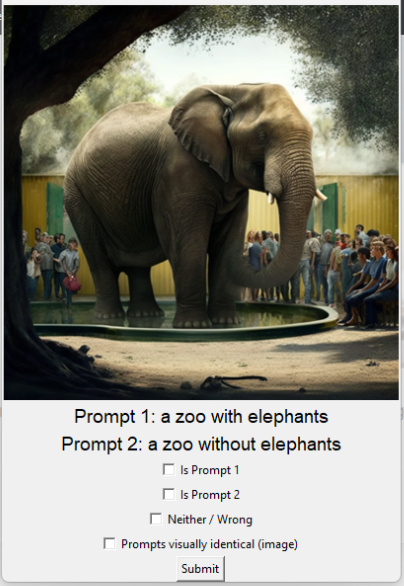 Prompt 1: a zoo with elephants
Prompt 2: a zoo without elephants
Is Prompt 1
Is Prompt 2
Neither / Wrong
Prompts visually identical (image)
Submit